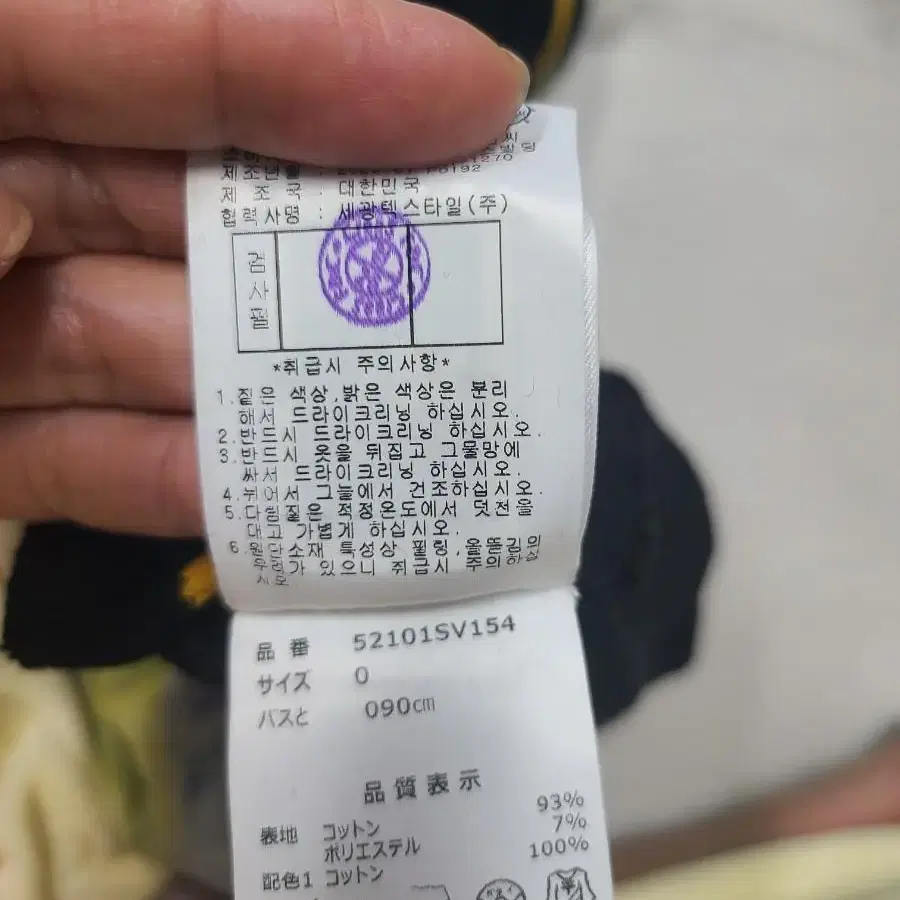 제조년월 :
제 조 국 : 대한민국
협력사명 : 세광텍스타일(주)
검사필
*취급시 주의사항*
1.짙은 색상,밝은 색상은 분리
해서 드라이크리닝 하십시오.
2.반드시 드라이크리닝 하십시오.
3.반드시 옷을 뒤집고 그물망에
싸서 드라이크리닝 하십시오.
4.뉘어서 그늘에서 건조하십시오.
5.다림질은 적정온도에서 덧천을
대고 가볍게 하십시오.
6.원단소재 특성상 필링,올뜯김의
우려가 있으니 취급시 주의하십
시오
品番 52101SV154
サイズ 0
バスと 090cm
品質表示
表地 コットン 93%
ポリエステル 7%
配色1 コットン 100%